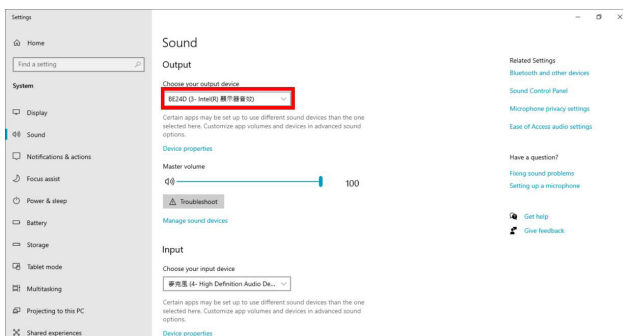 Settings
Home
Find a setting
System
Display
Sound
Notifications & actions
Focus assist
Power & sleep
Battery
Storage
Tablet mode
Multitasking
Projecting to this PC
Shared experiences
Sound
Output
Choose your output device
BE24D (3- Intel(R) 顯示器音效)
Certain apps may be set up to use different sound devices than the one
selected here. Customize app volumes and devices in advanced sound
options.
Device properties
Master volume
100
Troubleshoot
Manage sound devices
Input
Choose your input device
麥克風 (4- High Definition Audio De...
Certain apps may be set up to use different sound devices than the one
selected here. Customize app volumes and devices in advanced sound
options.
Device properties
Related Settings
Bluetooth and other devices
Sound Control Panel
Microphone privacy settings
Ease of Access audio settings
Have a question?
Fixing sound problems
Setting up a microphone
Get help
Give feedback